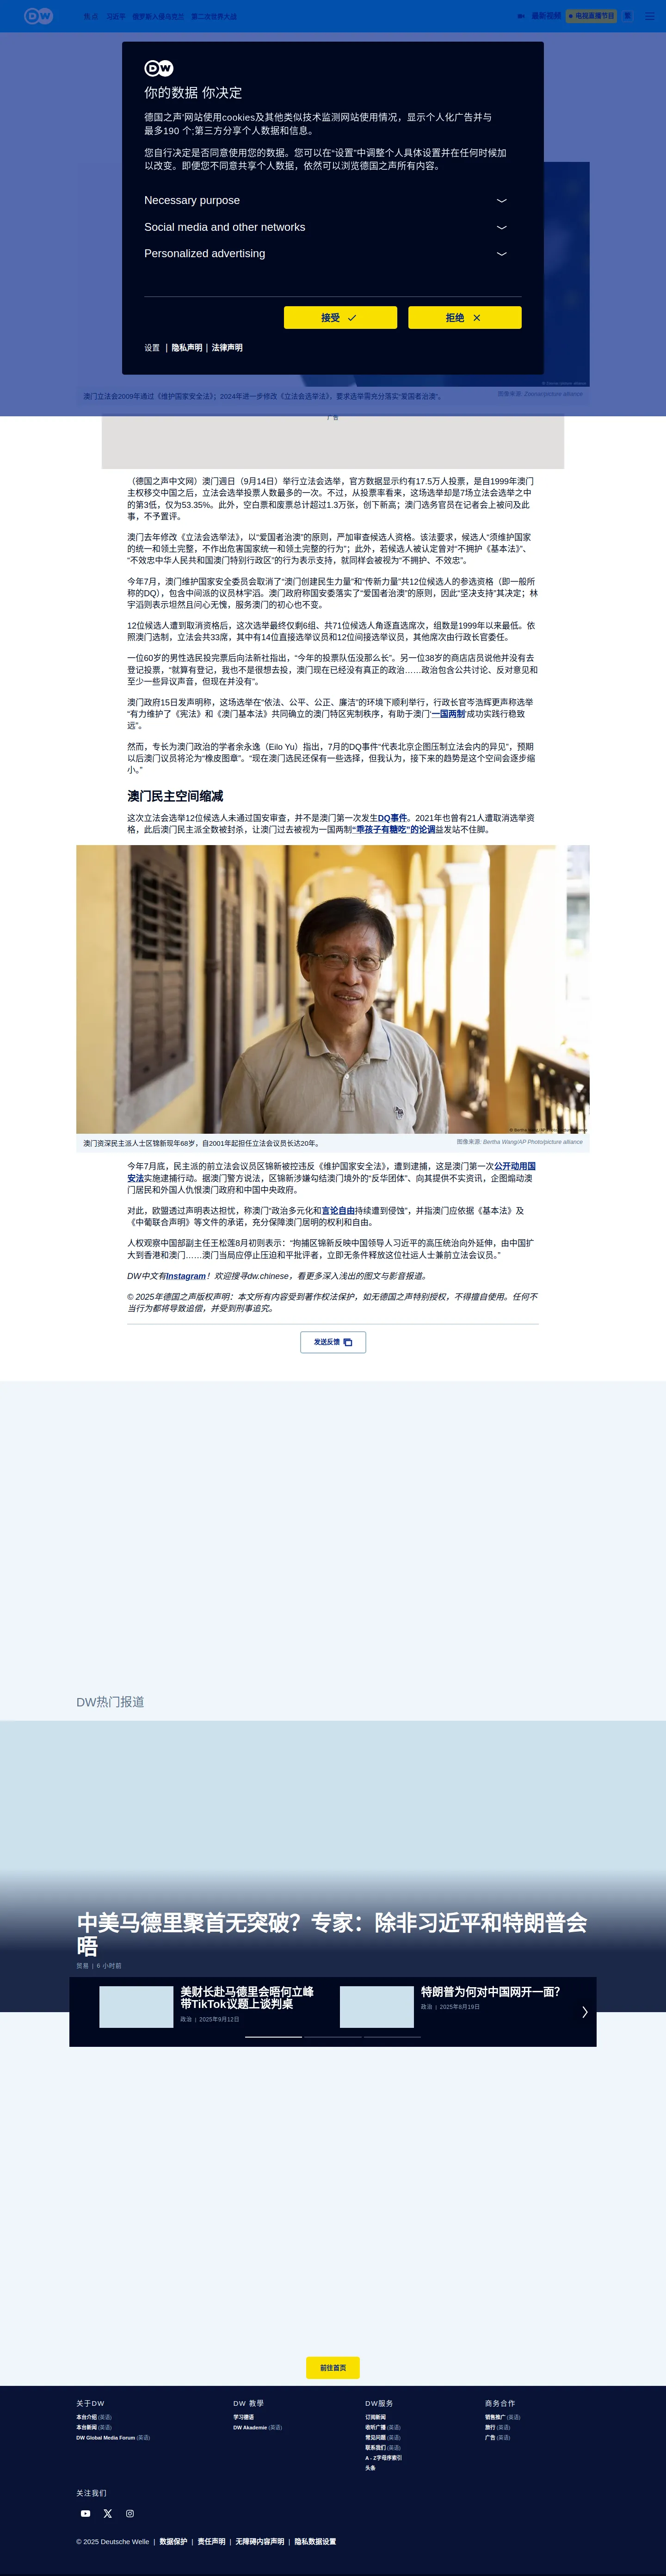 DW
焦点 习近平 俄罗斯入侵乌克兰 第二次世界大战
最新视频
电视直播节目
繁
DW
你的数据 你决定
德国之声'网站使用cookies及其他类似技术监测网站使用情况，显示个人化广告并与
最多190 个;第三方分享个人数据和信息。
您自行决定是否同意使用您的数据。您可以在“设置”中调整个人具体设置并在任何时候加
以改变。即便您不同意共享个人数据，依然可以浏览德国之声所有内容。
Necessary purpose
Social media and other networks
Personalized advertising
接受
拒绝
设置 | 隐私声明 | 法律声明
澳门立法会2009年通过《维护国家安全法》；2024年进一步修改《立法会选举法》，要求选举需充分落实“爱国者治澳”。
图像来源: Zoonar/picture alliance
广告
（德国之声中文网）澳门週日（9月14日）举行立法会选举，官方数据显示约有17.5万人投票，是自1999年澳门
主权移交中国之后，立法会选举投票人数最多的一次。不过，从投票率看来，这场选举却是7场立法会选举之中
的第3低，仅为53.35%。此外，空白票和废票总计超过1.3万张，创下新高；澳门选务官员在记者会上被问及此
事，不予置评。
澳门去年修改《立法会选举法》，以“爱国者治澳”的原则，严加审查候选人资格。该法要求，候选人“须维护国家
的统一和领土完整，不作出危害国家统一和领土完整的行为”；此外，若候选人被认定曾对“不拥护《基本法》”、
“不效忠中华人民共和国澳门特别行政区”的行为表示支持，就同样会被视为“不拥护、不效忠”。
今年7月，澳门维护国家安全委员会取消了“澳门创建民生力量”和“传新力量”共12位候选人的参选资格（即一般所
称的DQ），包含中间派的议员林宇滔。澳门政府称国安委落实了“爱国者治澳”的原则，因此“坚决支持”其决定；林
宇滔则表示坦然且问心无愧，服务澳门的初心也不变。
12位候选人遭到取消资格后，这次选举最终仅剩6组、共71位候选人角逐直选席次，组数是1999年以来最低。依
照澳门选制，立法会共33席，其中有14位直接选举议员和12位间接选举议员，其他席次由行政长官委任。
一位60岁的男性选民投完票后向法新社指出，“今年的投票队伍没那么长”。另一位38岁的商店店员说他并没有去
登记投票，“就算有登记，我也不是很想去投，澳门现在已经没有真正的政治……政治包含公共讨论、反对意见和
至少一些异议声音，但现在并没有”。
澳门政府15日发声明称，这场选举在“依法、公平、公正、廉洁”的环境下顺利举行，行政长官岑浩辉更声称选举
“有力维护了《宪法》和《澳门基本法》共同确立的澳门特区宪制秩序，有助于澳门‘一国两制’成功实践行稳致
远”。
然而，专长为澳门政治的学者余永逸（Eilo Yu）指出，7月的DQ事件“代表北京企图压制立法会内的异见”，预期
以后澳门议员将沦为“橡皮图章”。“现在澳门选民还保有一些选择，但我认为，接下来的趋势是这个空间会逐步缩
小。”
澳门民主空间缩减
这次立法会选举12位候选人未通过国安审查，并不是澳门第一次发生DQ事件。2021年也曾有21人遭取消选举资
格，此后澳门民主派全数被封杀，让澳门过去被视为一国两制“乖孩子有糖吃”的论调益发站不住脚。
澳门资深民主派人士区锦新现年68岁，自2001年起担任立法会议员长达20年。
图像来源: Bertha Wang/AP Photo/picture alliance
今年7月底，民主派的前立法会议员区锦新被控违反《维护国家安全法》，遭到逮捕，这是澳门第一次公开动用国
安法实施逮捕行动。据澳门警方说法，区锦新涉嫌勾结澳门境外的“反华团体”、向其提供不实资讯，企图煽动澳
门居民和外国人仇恨澳门政府和中国中央政府。
对此，欧盟透过声明表达担忧，称澳门“政治多元化和言论自由持续遭到侵蚀”，并指澳门应依据《基本法》及
《中葡联合声明》等文件的承诺，充分保障澳门居明的权利和自由。
人权观察中国部副主任王松莲8月初则表示：“拘捕区锦新反映中国领导人习近平的高压统治向外延伸，由中国扩
大到香港和澳门……澳门当局应停止压迫和平批评者，立即无条件释放这位社运人士兼前立法会议员。”
DW中文有Instagram！欢迎搜寻dw.chinese，看更多深入浅出的图文与影音报道。
© 2025年德国之声版权声明：本文所有内容受到著作权法保护，如无德国之声特别授权，不得擅自使用。任何不
当行为都将导致追偿，并受到刑事追究。
发送反馈
DW热门报道
中美马德里聚首无突破？专家：除非习近平和特朗普会
晤
贸易 | 6 小时前
美财长赴马德里会晤何立峰
带TikTok议题上谈判桌
政治 | 2025年9月12日
特朗普为何对中国网开一面？
政治 | 2025年8月19日
前往首页
关于DW
本台介绍 (英语)
本台新闻 (英语)
DW Global Media Forum (英语)
DW 教學
学习德语
DW Akademie (英语)
DW服务
订阅新闻
收听广播 (英语)
常见问题 (英语)
联系我们 (英语)
A - Z字母序索引
头条
商务合作
销售推广 (英语)
旅行 (英语)
广告 (英语)
关注我们
© 2025 Deutsche Welle | 数据保护 | 责任声明 | 无障碍内容声明 | 隐私数据设置